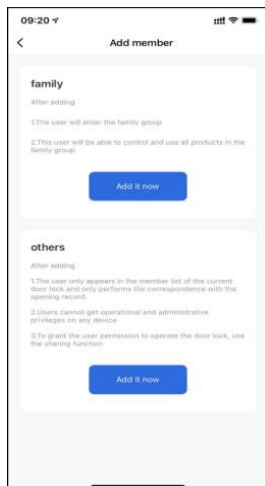 09:20
Add member
family
After adding
1.The user will enter the family group
2.This user will be able to control and use all products in the
family group
Add it now
others
After adding
1.The user only appears in the member list of the current
door lock and only performs the correspondence with the
opening record.
2.Users cannot get operational and administrative
privileges on any device
3.To grant the user permission to operate the door lock, use
the sharing function
Add it now